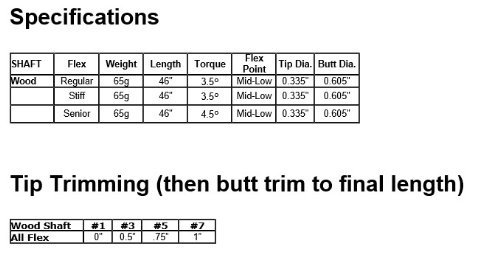 Specifications
SHAFT Flex Weight Length Torque Flex Point Tip Dia. Butt Dia.
Wood Regular 65g 46" 3.5° Mid-Low 0.335" 0.605"
Stiff 65g 46" 3.5° Mid-Low 0.335" 0.605"
Senior 65g 46" 4.5° Mid-Low 0.335" 0.605"
Tip Trimming (then butt trim to final length)
Wood Shaft #1 #3 #5 #7
All Flex 0" 0.5" .75" 1"